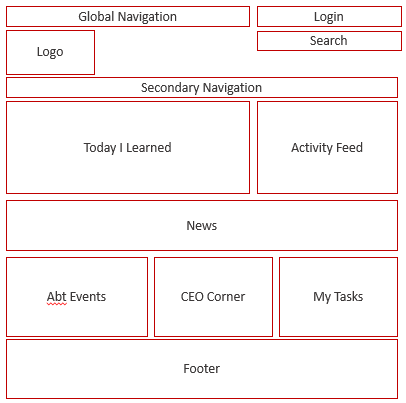 Global Navigation
Login
Logo
Search
Secondary Navigation
Today I Learned
Activity Feed
News
Abt Events
CEO Corner
My Tasks
Footer